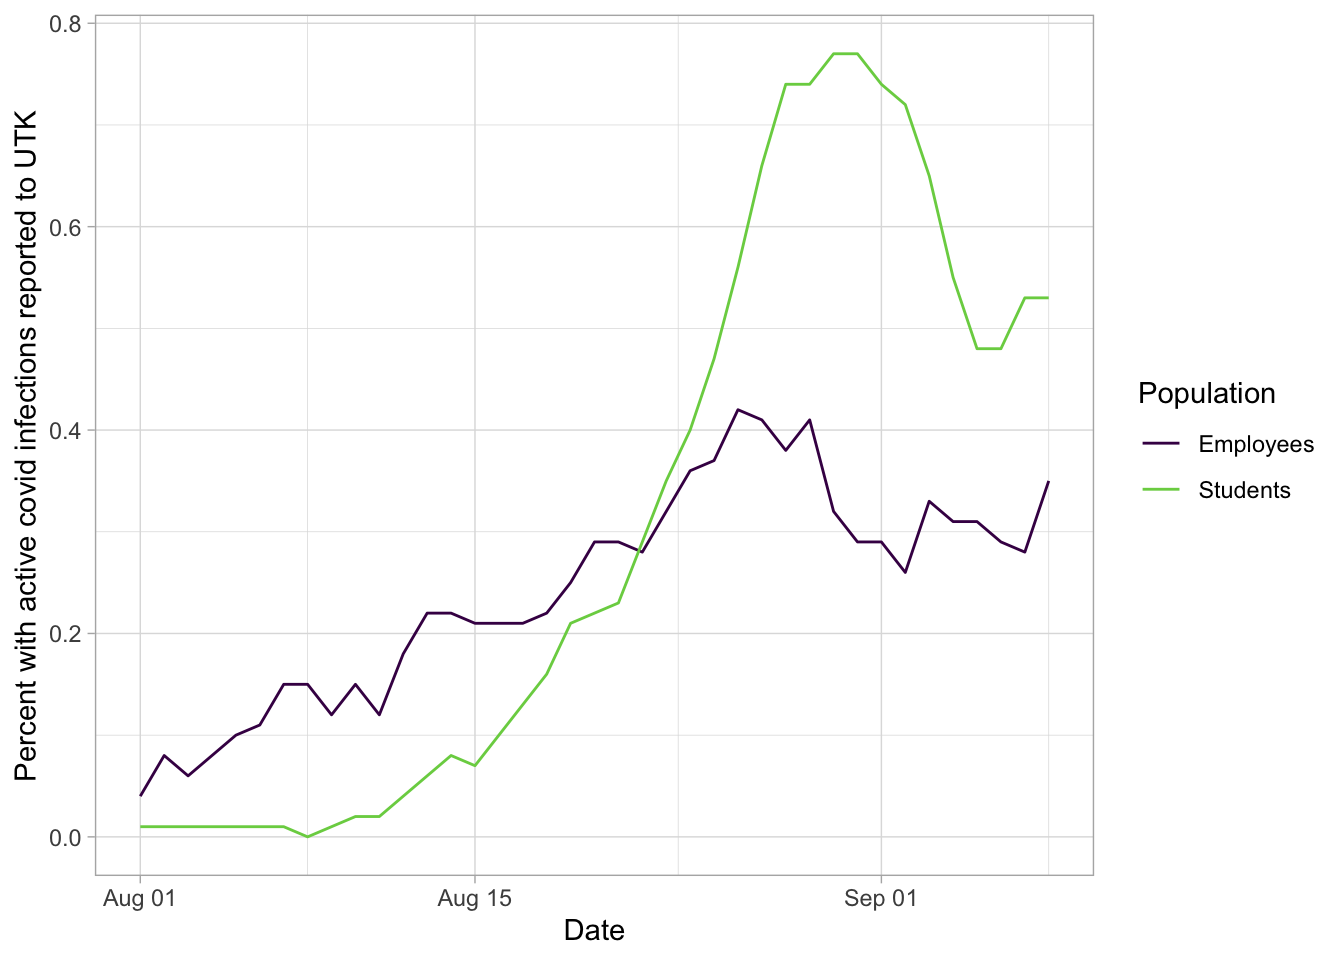 Percent with active covid infections reported to UTK
0.8
0.6
0.4
0.2
0.0
Aug 01
Aug 15
Sep 01
Date
Population
Employees
Students